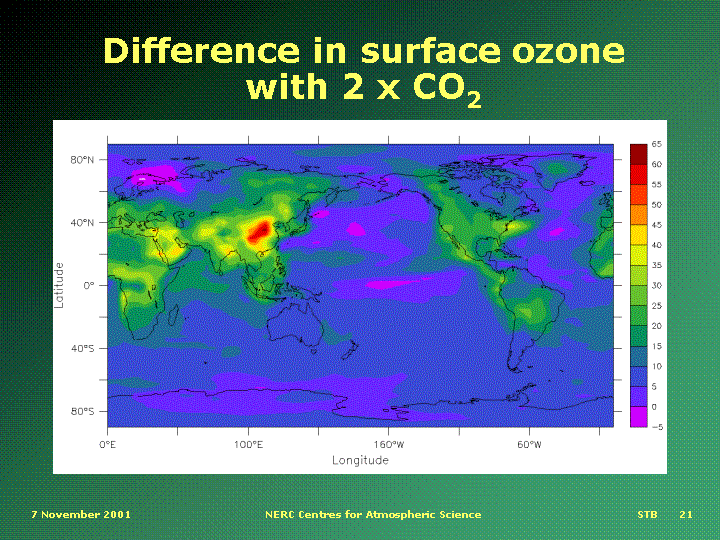 Difference in surface ozone
with 2 x CO₂
80°N
40°N
0°
40°S
80°S
Latitude
0°E 100°E 160°W 60°W
Longitude
65
60
55
50
45
40
35
30
25
20
15
10
5
0
−5
7 November 2001 NERC Centres for Atmospheric Science STB 21